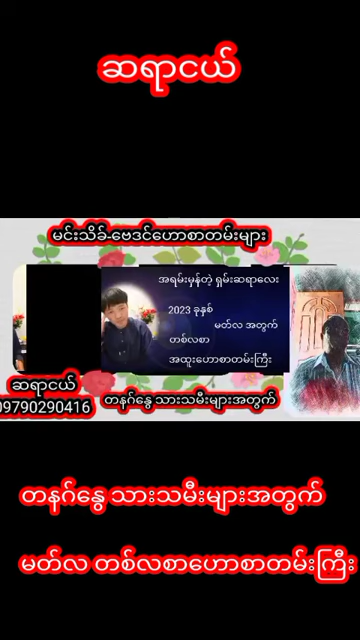 ဆရာငယ်
မင်းသိခ်-ဗေဒင်ဟောစာတမ်းများ
အရမ်းမှန်တဲ့ ရှမ်းဆရာလေး
2023 ခုနှစ်
မတ်လ အတွက်
တစ်လစာ
အထူးဟောစာတမ်းကြီး
ဆရာငယ်
09790290416
တနင်္ဂနွေ သားသမီးများအတွက်
တနင်္ဂနွေ သားသမီးများအတွက်
မတ်လ တစ်လစာဟောစာတမ်းကြီး